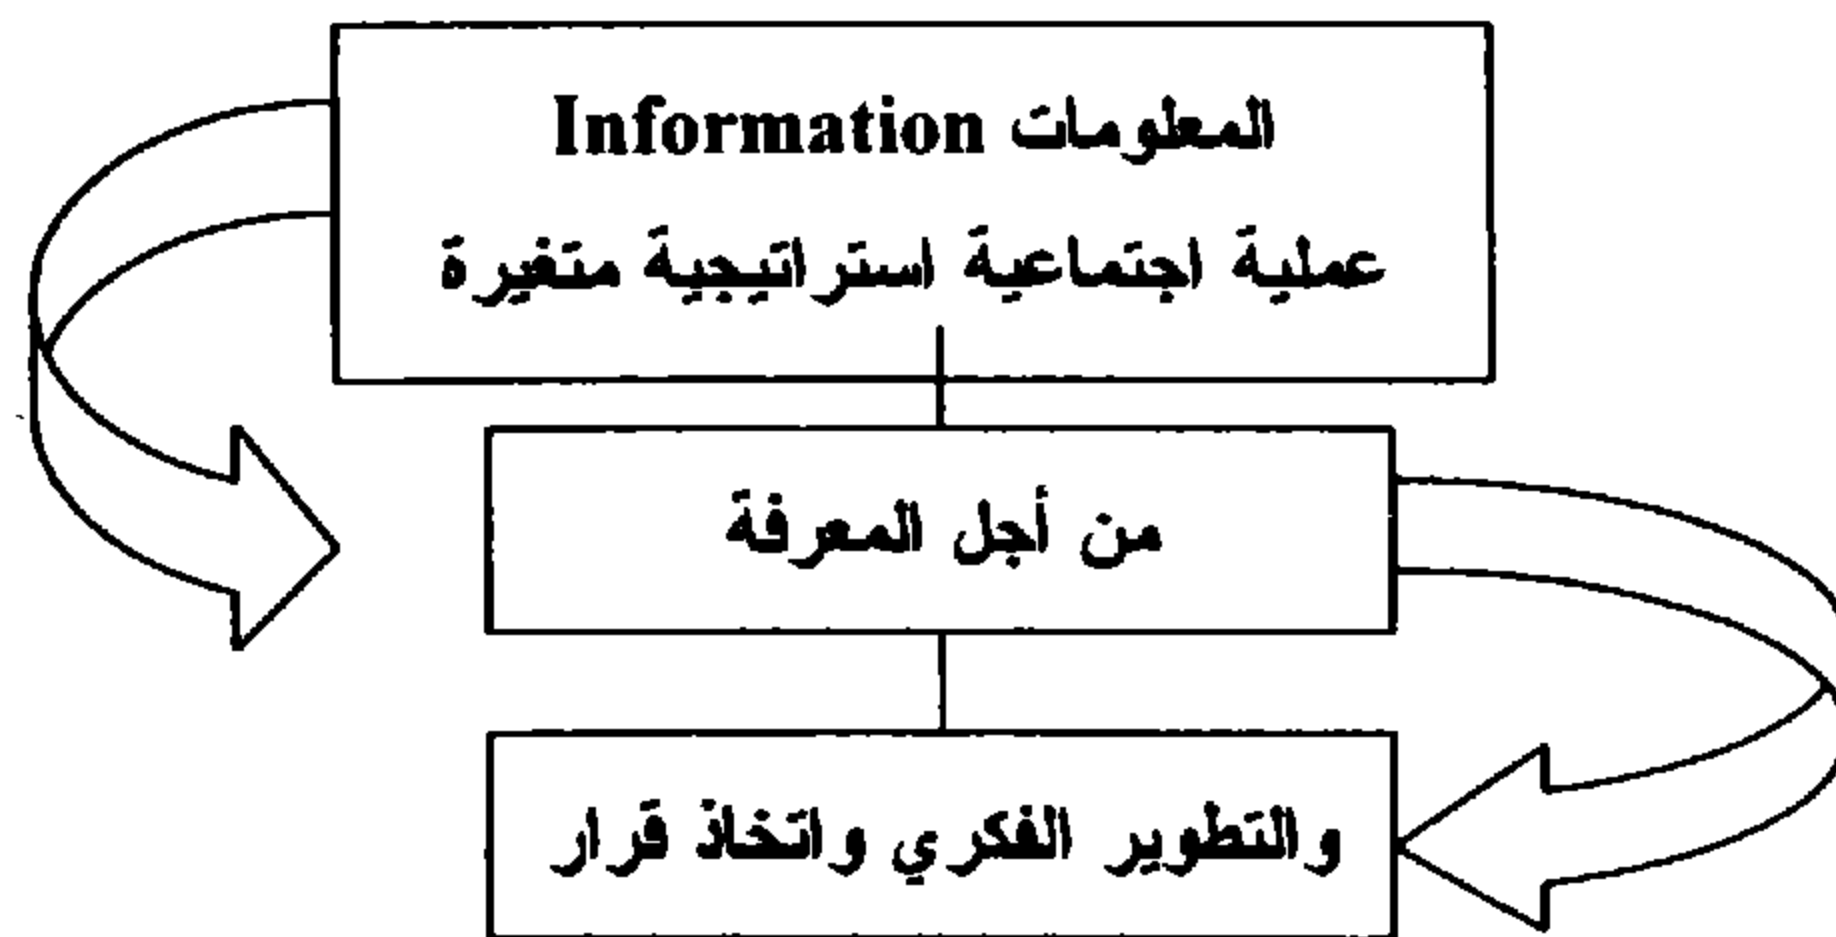 المعلومات Information
عملية اجتماعية استراتيجية متغيرة
من أجل المعرفة
والتطوير الفكري واتخاذ قرار